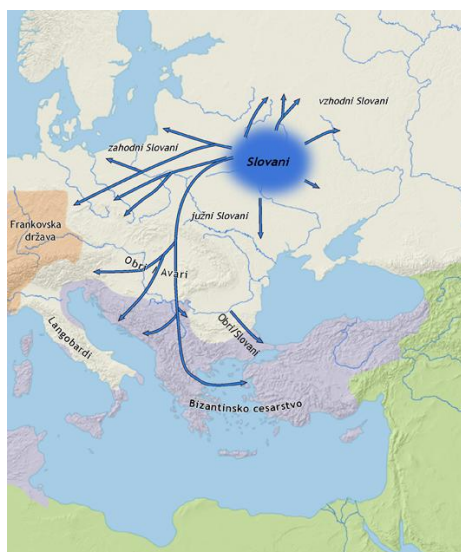 vzhodni Slovani
zahodni Slovani
Slovani
južni Slovani
Frankovska
država
Obri / Avari
Obri/Slovani
Langobardi
Bizantinsko cesarstvo